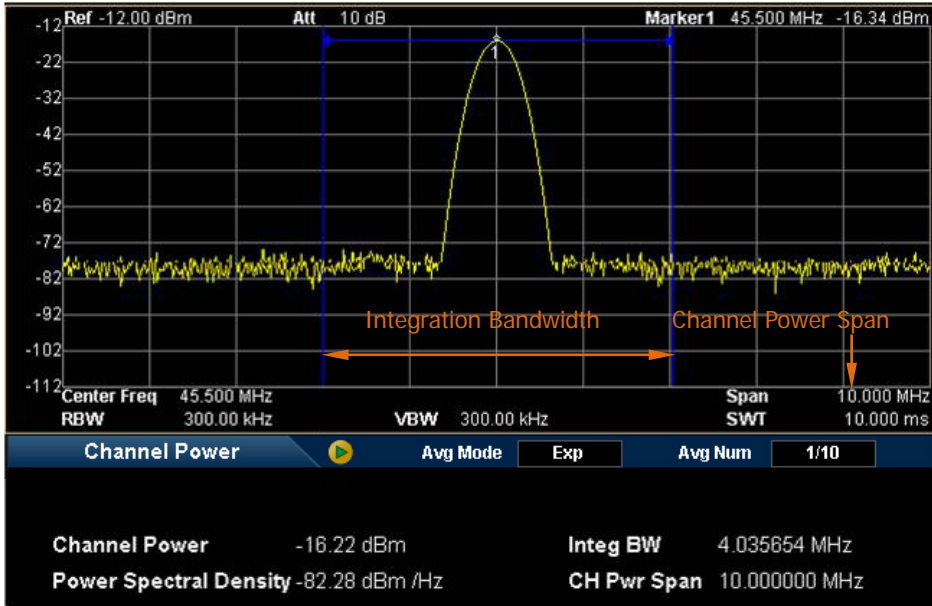 Ref -12.00 dBm Att 10 dB Marker1 45.500 MHz -16.34 dBm
-12
1
-22
-32
-42
-52
-62
-72
-82
-92
Integration Bandwidth Channel Power Span
-102
-112
Center Freq 45.500 MHz Span 10.000 MHz
RBW 300.00 kHz VBW 300.00 kHz SWT 10.000 ms
Channel Power Avg Mode Exp Avg Num 1/10
Channel Power -16.22 dBm Integ BW 4.035654 MHz
Power Spectral Density -82.28 dBm /Hz CH Pwr Span 10.000000 MHz